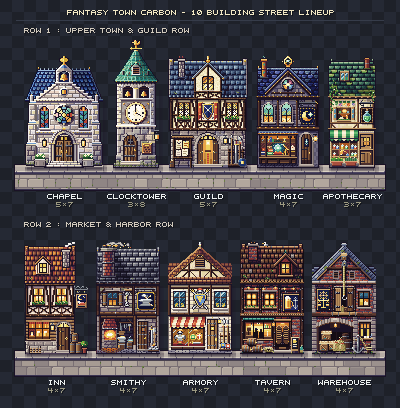 FANTASY TOWN CARBON - 10 BUILDING STREET LINEUP
ROW 1 : UPPER TOWN & GUILD ROW
CHAPEL CLOCKTOWER GUILD MAGIC APOTHECARY
5×7 3×8 5×7 4×7 3×7
ROW 2 : MARKET & HARBOR ROW
INN SMITHY ARMORY TAVERN WAREHOUSE
4×7 4×7 4×7 4×7 4×7